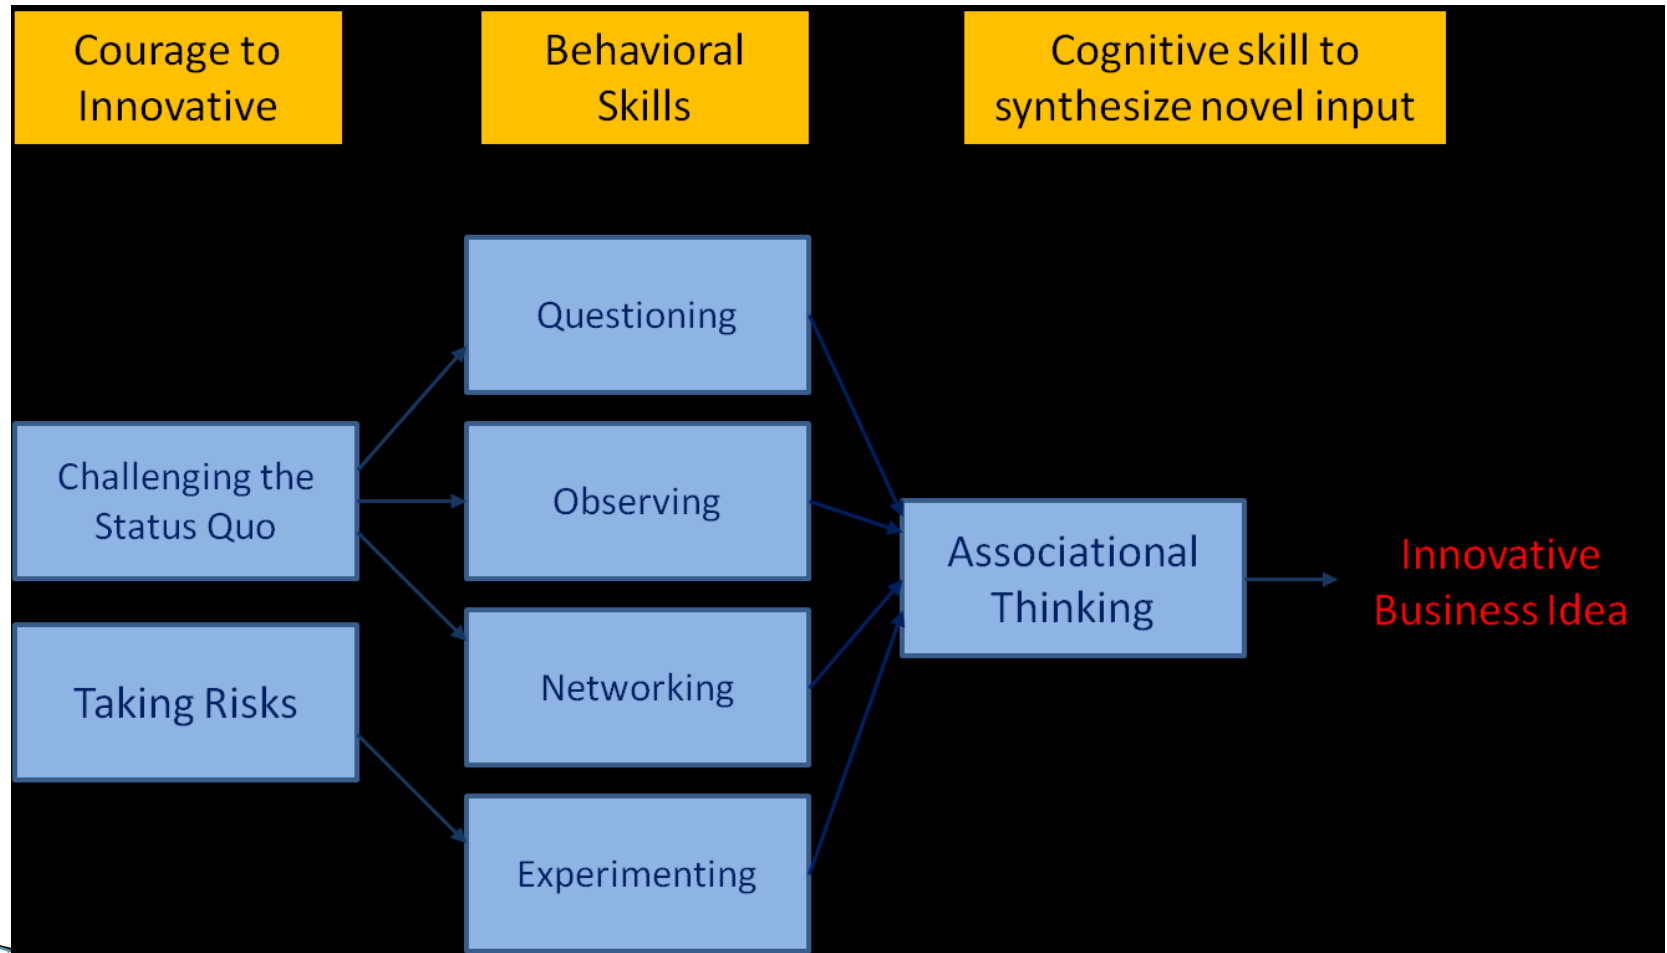 Courage to
Innovative
Behavioral
Skills
Cognitive skill to
synthesize novel input
Questioning
Challenging the
Status Quo
Observing
Associational
Thinking
Innovative
Business Idea
Taking Risks
Networking
Experimenting